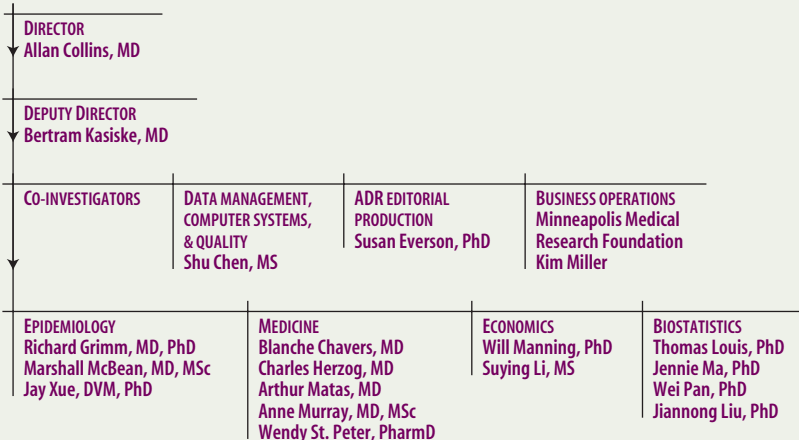 DIRECTOR
Allan Collins, MD
DEPUTY DIRECTOR
Bertram Kasiske, MD
CO-INVESTIGATORS
DATA MANAGEMENT,
COMPUTER SYSTEMS,
& QUALITY
Shu Chen, MS
ADR EDITORIAL
PRODUCTION
Susan Everson, PhD
BUSINESS OPERATIONS
Minneapolis Medical
Research Foundation
Kim Miller
EPIDEMIOLOGY
Richard Grimm, MD, PhD
Marshall McBean, MD, MSc
Jay Xue, DVM, PhD
MEDICINE
Blanche Chavers, MD
Charles Herzog, MD
Arthur Matas, MD
Anne Murray, MD, MSc
Wendy St. Peter, PharmD
ECONOMICS
Will Manning, PhD
Suying Li, MS
BIOSTATISTICS
Thomas Louis, PhD
Jennie Ma, PhD
Wei Pan, PhD
Jiannong Liu, PhD